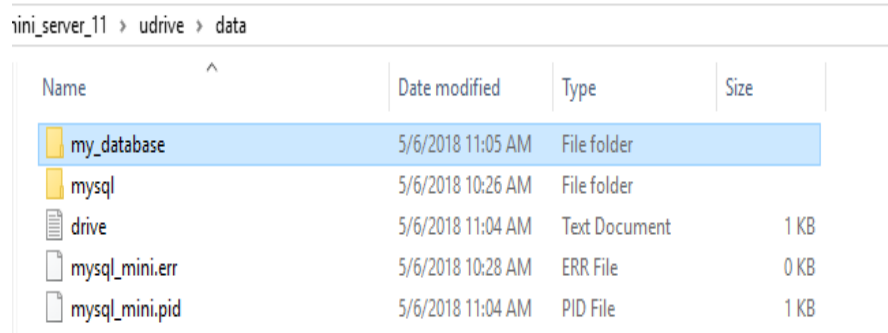 ini_server_11 > udrive > data
Name Date modified Type Size
my_database 5/6/2018 11:05 AM File folder
mysql 5/6/2018 10:26 AM File folder
drive 5/6/2018 11:04 AM Text Document 1 KB
mysql_mini.err 5/6/2018 10:28 AM ERR File 0 KB
mysql_mini.pid 5/6/2018 11:04 AM PID File 1 KB